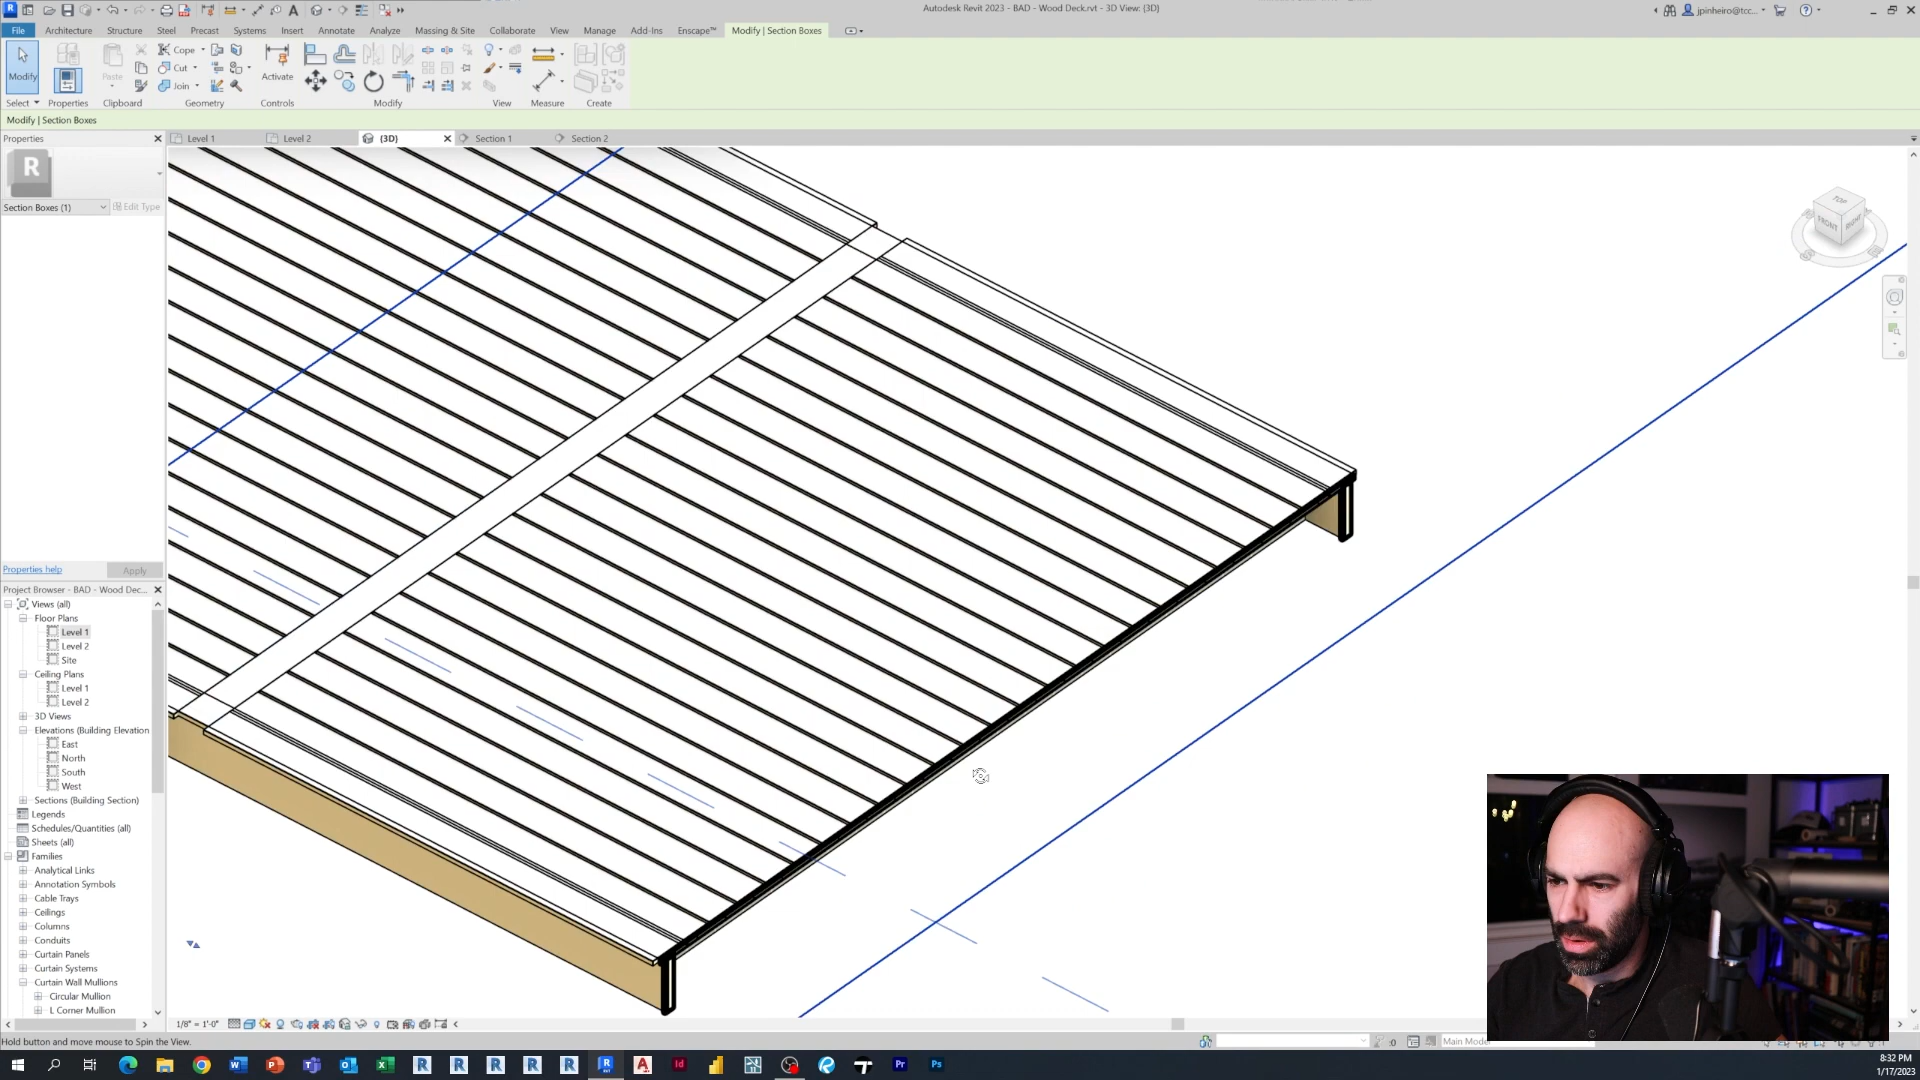 Autodesk Revit 2023 - BAD - Wood Deck.rvt - 3D View: {3D}
jpinheiro@tcc...
File Architecture Structure Steel Precast Systems Insert Annotate Analyze Massing & Site Collaborate View Manage Add-Ins Enscape™ Modify | Section Boxes
Modify
Paste
Cope
Cut
Join
Activate
Select Properties Clipboard Geometry Controls Modify View Measure Create
Modify | Section Boxes
Properties
Level 1
Level 2
{3D}
Section 1
Section 2
R
Section Boxes (1)
Edit Type
TOP
FRONT
RIGHT
Properties help
Apply
Project Browser - BAD - Wood Dec...
Views (all)
Floor Plans
Level 1
Level 2
Site
Ceiling Plans
Level 1
Level 2
3D Views
Elevations (Building Elevation
East
North
South
West
Sections (Building Section)
Legends
Schedules/Quantities (all)
Sheets (all)
Families
Analytical Links
Annotation Symbols
Cable Trays
Ceilings
Columns
Conduits
Curtain Panels
Curtain Systems
Curtain Wall Mullions
Circular Mullion
L Corner Mullion
1/8" = 1'-0"
Hold button and move mouse to Spin the View.
:0
Main Model
8:32 PM
1/17/2023